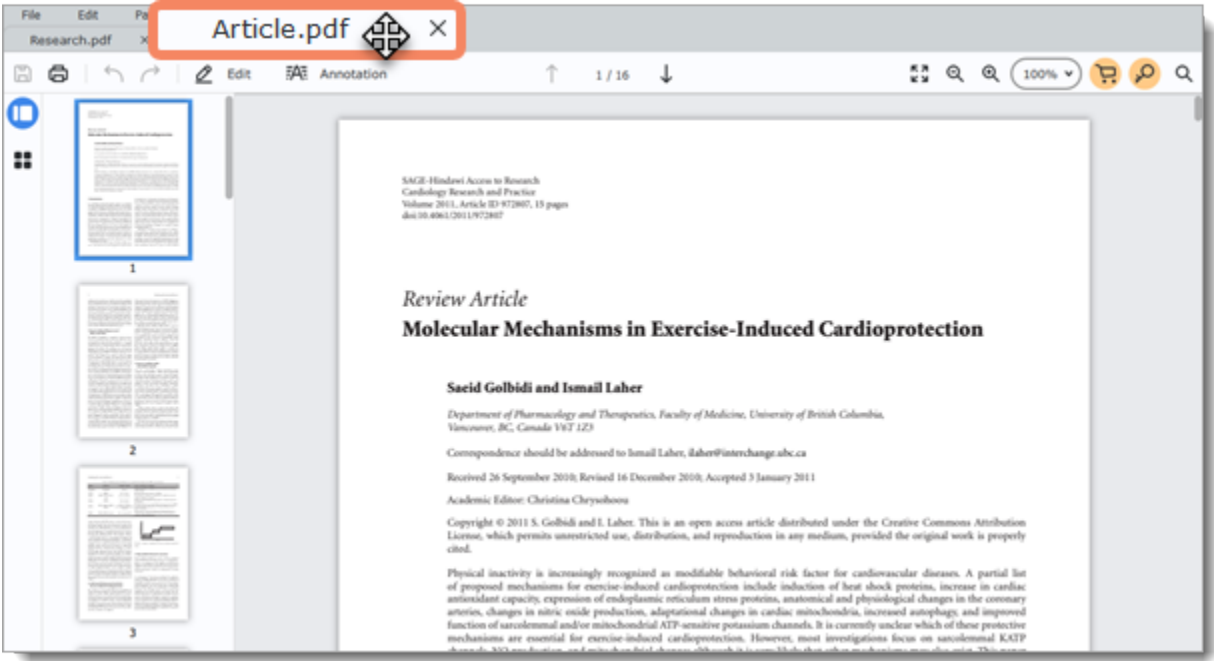 File Edit Pa
Research.pdf ×
Article.pdf ×
Edit Annotation 1 / 16 100%
1
2
3
SAGE-Hindawi Access to Research
Cardiology Research and Practice
Volume 2011, Article ID 972807, 15 pages
doi:10.4061/2011/972807
Review Article
Molecular Mechanisms in Exercise-Induced Cardioprotection
Saeid Golbidi and Ismail Laher
Department of Pharmacology and Therapeutics, Faculty of Medicine, University of British Columbia,
Vancouver, BC, Canada V6T 1Z3
Correspondence should be addressed to Ismail Laher, ilaher@interchange.ubc.ca
Received 26 September 2010; Revised 16 December 2010; Accepted 3 January 2011
Academic Editor: Christina Chrysohoou
Copyright © 2011 S. Golbidi and I. Laher. This is an open access article distributed under the Creative Commons Attribution
License, which permits unrestricted use, distribution, and reproduction in any medium, provided the original work is properly
cited.
Physical inactivity is increasingly recognized as modifiable behavioral risk factor for cardiovascular diseases. A partial list
of proposed mechanisms for exercise-induced cardioprotection include induction of heat shock proteins, increase in cardiac
antioxidant capacity, expression of endoplasmic reticulum stress proteins, anatomical and physiological changes in the coronary
arteries, changes in nitric oxide production, adaptational changes in cardiac mitochondria, increased autophagy, and improved
function of sarcolemmal and/or mitochondrial ATP-sensitive potassium channels. It is currently unclear which of these protective
mechanisms are essential for exercise-induced cardioprotection. However, most investigations focus on sarcolemmal KATP